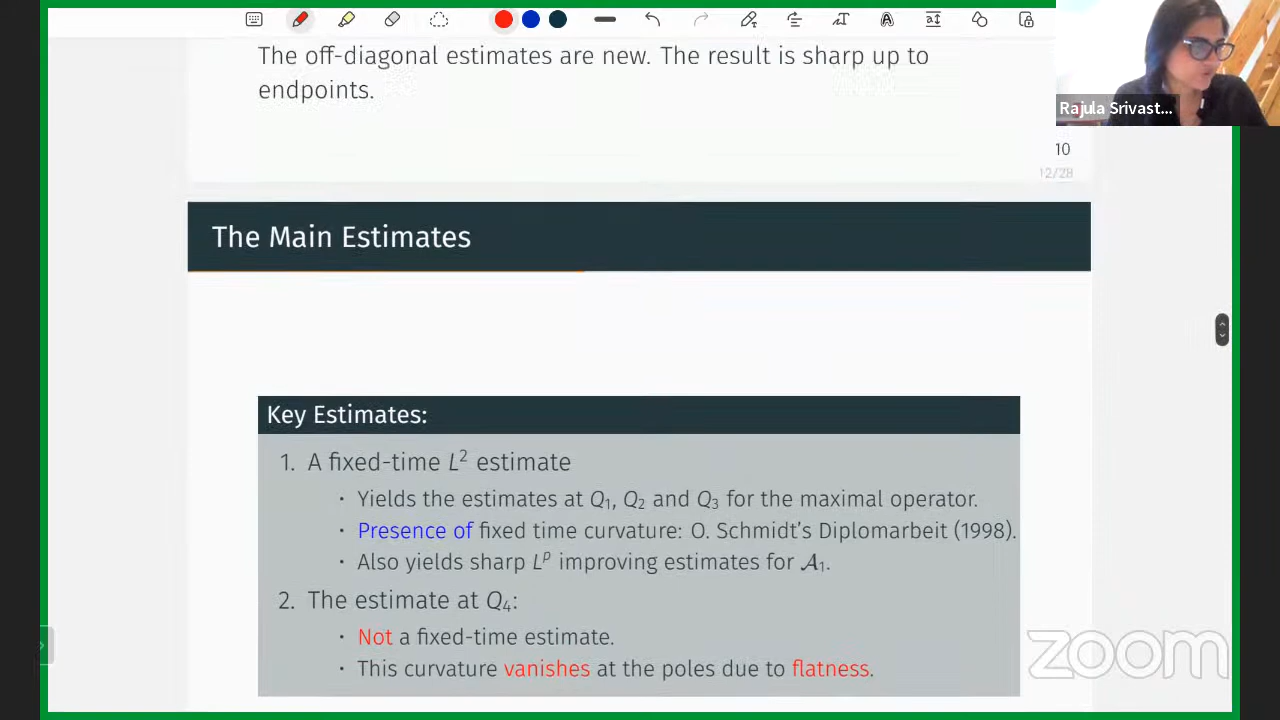 The off-diagonal estimates are new. The result is sharp up to
endpoints.
Rajula Srivast...
10
12/28
The Main Estimates
Key Estimates:
1. A fixed-time L² estimate
· Yields the estimates at Q₁, Q₂ and Q₃ for the maximal operator.
· Presence of fixed time curvature: O. Schmidt's Diplomarbeit (1998).
· Also yields sharp Lᵖ improving estimates for 𝒜₁.
2. The estimate at Q₄:
· Not a fixed-time estimate.
· This curvature vanishes at the poles due to flatness.
zoom